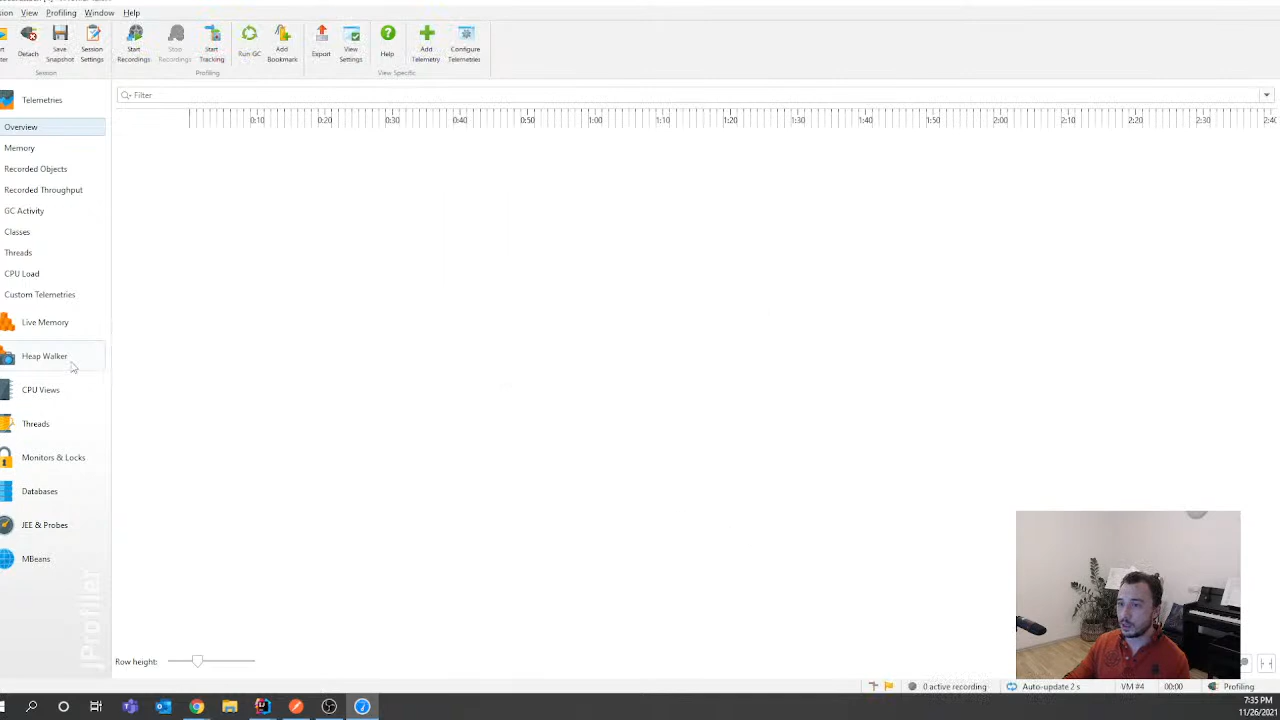 View Profiling Window Help
Detach
Save
Snapshot
Session
Settings
Start
Recordings
Stop
Recordings
Start
Tracking
Run GC
Add
Bookmark
Export
View
Settings
Help
Add
Telemetry
Configure
Telemetries
Session
Profiling
View Specific
Telemetries
Filter
0:10 0:20 0:30 0:40 0:50 1:00 1:10 1:20 1:30 1:40 1:50 2:00 2:10 2:20 2:30 2:40
Overview
Memory
Recorded Objects
Recorded Throughput
GC Activity
Classes
Threads
CPU Load
Custom Telemetries
Live Memory
Heap Walker
CPU Views
Threads
Monitors & Locks
Databases
JEE & Probes
MBeans
JProfiler
Row height:
0 active recording
Auto-update 2 s
VM #4
00:00
Profiling
7:35 PM
11/26/2021